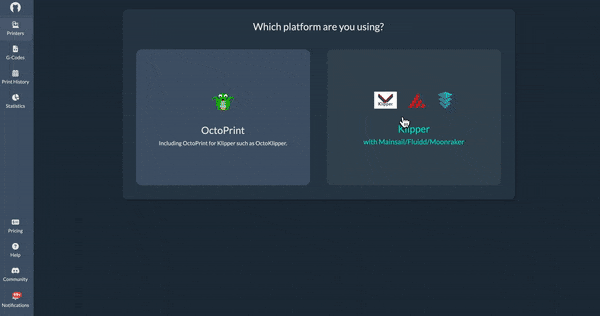 Which platform are you using?
Printers
G-Codes
Print History
Statistics
OctoPrint
Including OctoPrint for Klipper such as OctoKlipper.
Klipper
Klipper
with Mainsail/Fluidd/Moonraker
Pricing
Help
Community
99+
Notifications